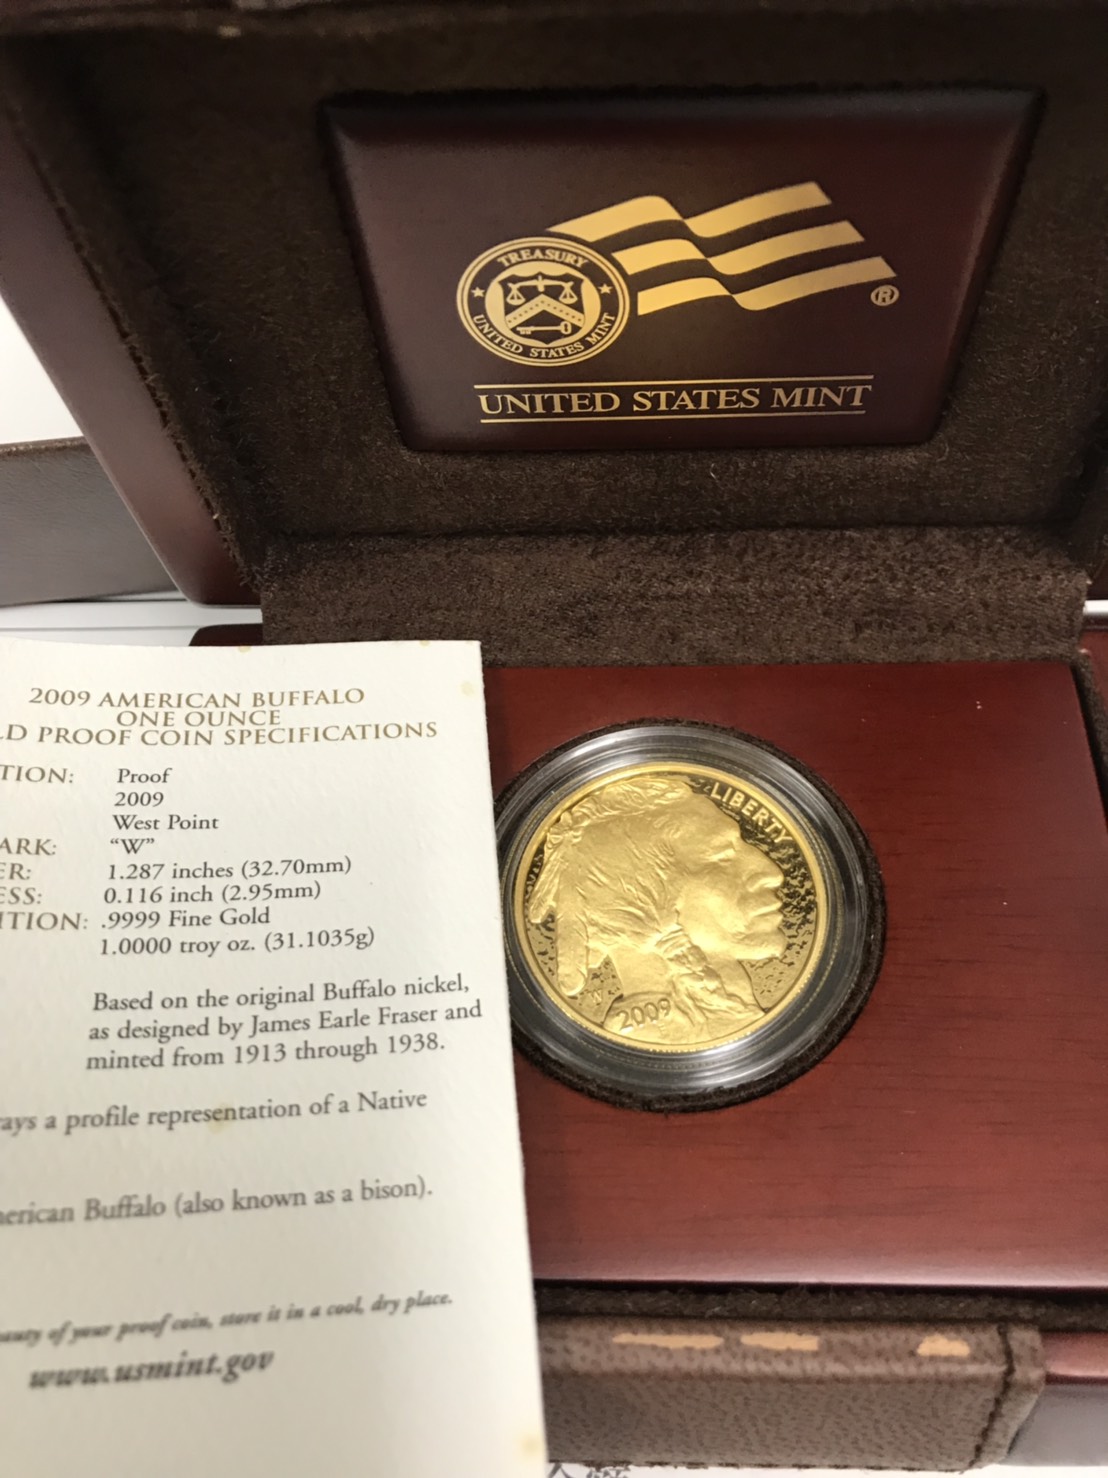 TREASURY
UNITED STATES MINT
®
UNITED STATES MINT
2009 AMERICAN BUFFALO
ONE OUNCE
LD PROOF COIN SPECIFICATIONS
TION: Proof
2009
West Point
ARK: “W”
ER: 1.287 inches (32.70mm)
ESS: 0.116 inch (2.95mm)
ITION: .9999 Fine Gold
1.0000 troy oz. (31.1035g)
Based on the original Buffalo nickel,
as designed by James Earle Fraser and
minted from 1913 through 1938.
rays a profile representation of a Native
merican Buffalo (also known as a bison).
eauty of your proof coin, store it in a cool, dry place.
www.usmint.gov
LIBERTY
W
2009